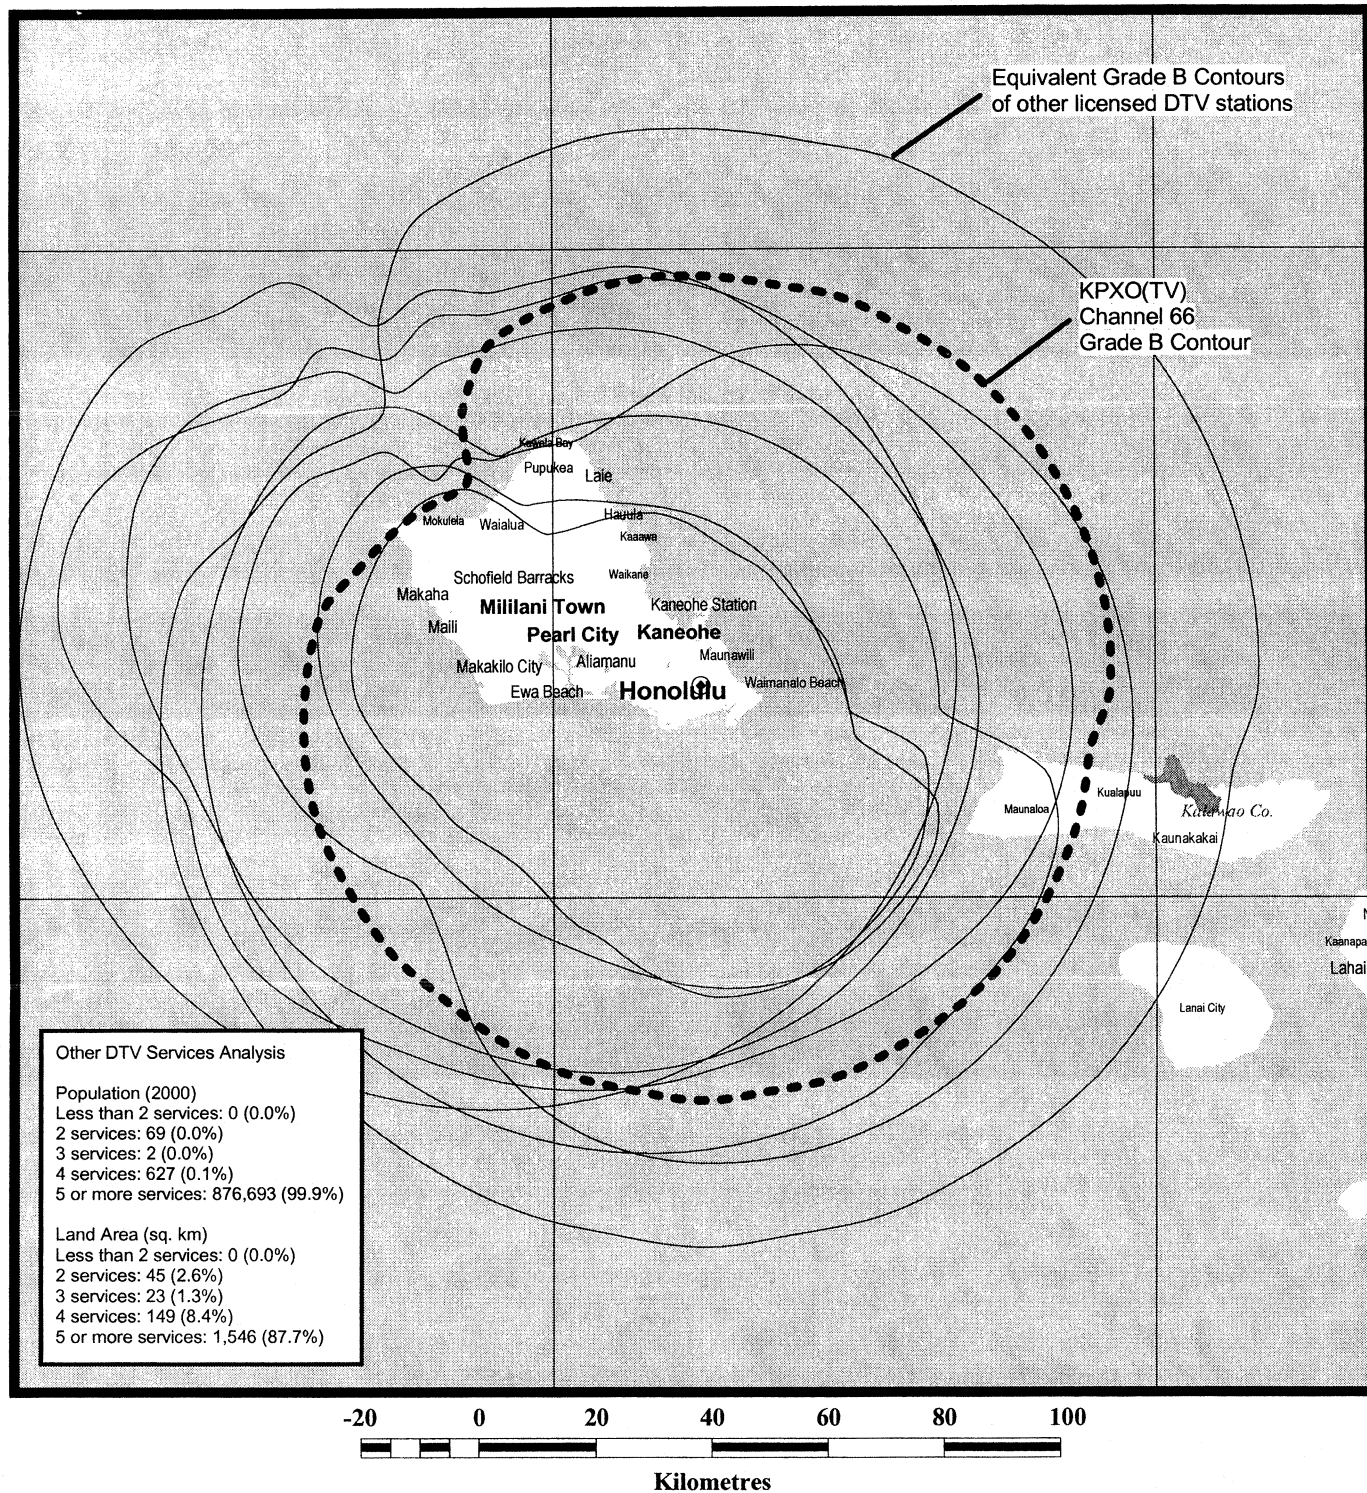 Equivalent Grade B Contours
of other licensed DTV stations
KPXO(TV)
Channel 66
Grade B Contour
Kawela Bay
Pupukea
Laie
Mokuleia
Waialua
Hauula
Kaaawa
Schofield Barracks
Waikane
Makaha
Mililani Town
Kaneohe Station
Maili
Pearl City
Kaneohe
Maunawili
Makakilo City
Aliamanu
Ewa Beach
Honolulu
Waimanalo Beach
Maunaloa
Kualapuu
Kalawao Co.
Kaunakakai
Kaanapa
Lahai
Lanai City
Other DTV Services Analysis
Population (2000)
Less than 2 services: 0 (0.0%)
2 services: 69 (0.0%)
3 services: 2 (0.0%)
4 services: 627 (0.1%)
5 or more services: 876,693 (99.9%)
Land Area (sq. km)
Less than 2 services: 0 (0.0%)
2 services: 45 (2.6%)
3 services: 23 (1.3%)
4 services: 149 (8.4%)
5 or more services: 1,546 (87.7%)
-20 0 20 40 60 80 100
Kilometres